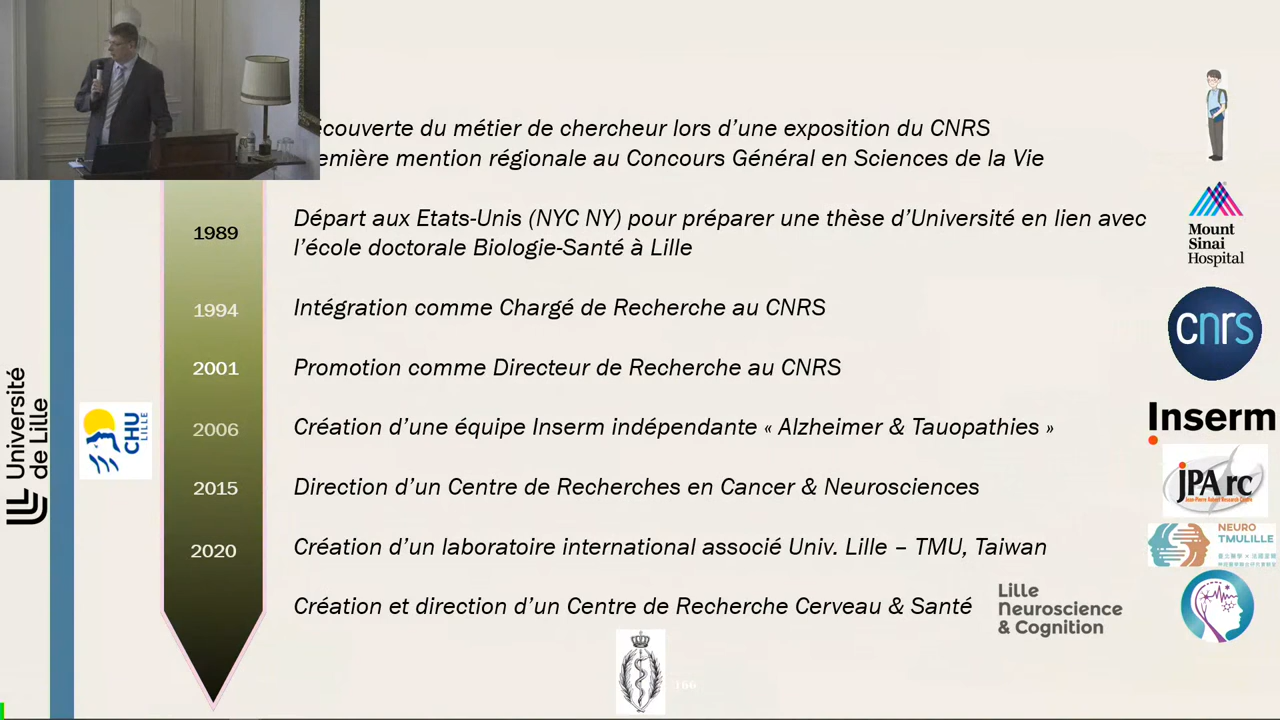 écouverte du métier de chercheur lors d'une exposition du CNRS
emière mention régionale au Concours Général en Sciences de la Vie
1989
Départ aux Etats-Unis (NYC NY) pour préparer une thèse d'Université en lien avec
l'école doctorale Biologie-Santé à Lille
Mount
Sinai
Hospital
1994
Intégration comme Chargé de Recherche au CNRS
cnrs
2001
Promotion comme Directeur de Recherche au CNRS
2006
Création d'une équipe Inserm indépendante « Alzheimer & Tauopathies »
Inserm
2015
Direction d'un Centre de Recherches en Cancer & Neurosciences
JPArc
2020
Création d'un laboratoire international associé Univ. Lille – TMU, Taiwan
NEURO
TMULILLE
Création et direction d'un Centre de Recherche Cerveau & Santé
Lille
Neuroscience
& Cognition
Université
de Lille
CHU
LILLE
166